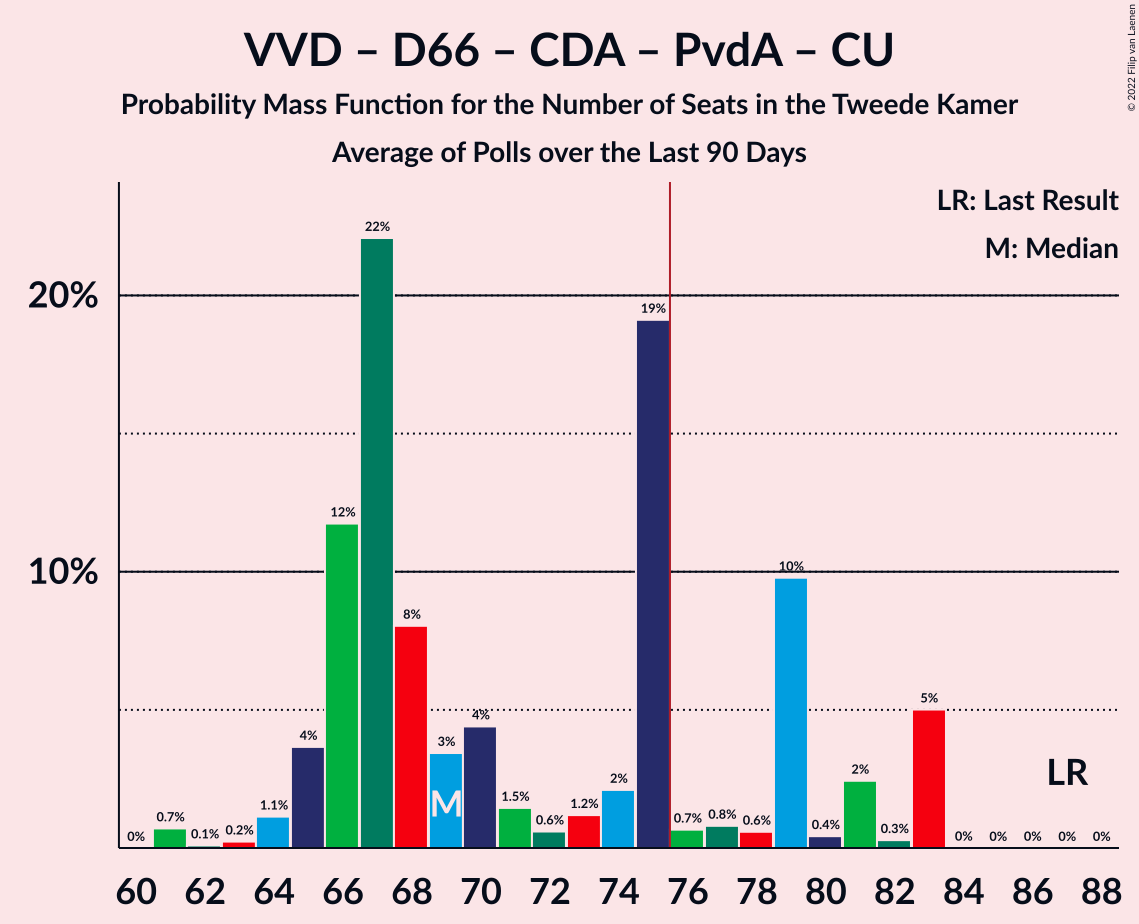 VVD – D66 – CDA – PvdA – CU
Probability Mass Function for the Number of Seats in the Tweede Kamer
Average of Polls over the Last 90 Days
© 2022 Filip van Laenen
LR: Last Result
M: Median
20%
10%
0% 0.7% 0.1% 0.2% 1.1% 4% 12% 22% 8% 3% 4% 1.5% 0.6% 1.2% 2% 19% 0.7% 0.8% 0.6% 10% 0.4% 2% 0.3% 5% 0% 0% 0% 0% 0%
M
LR
60 62 64 66 68 70 72 74 76 78 80 82 84 86 88